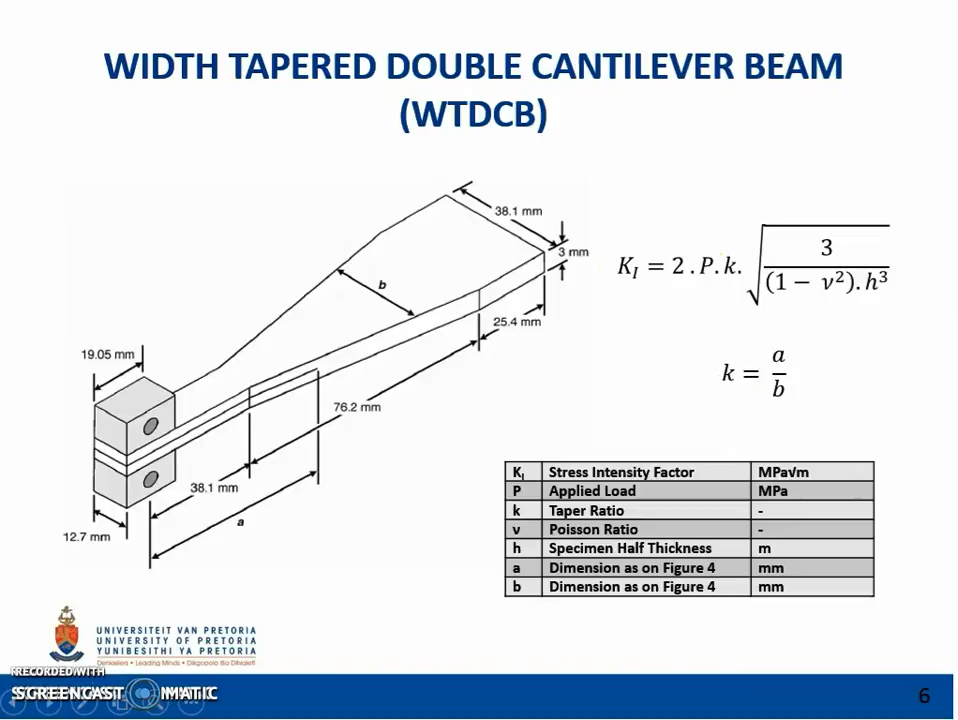 WIDTH TAPERED DOUBLE CANTILEVER BEAM
(WTDCB)
38.1 mm
3 mm
b
25.4 mm
19.05 mm
76.2 mm
38.1 mm
a
12.7 mm
K_I = 2 . P. k. √(3 / ((1 − ν²). h³))
k = a/b
K_I Stress Intensity Factor MPa√m
P Applied Load MPa
k Taper Ratio -
v Poisson Ratio -
h Specimen Half Thickness m
a Dimension as on Figure 4 mm
b Dimension as on Figure 4 mm
UNIVERSITEIT VAN PRETORIA
UNIVERSITY OF PRETORIA
YUNIBESITHI YA PRETORIA
Denkleiers • Leading Minds • Dikgopolo tša Dihlalefi
RECORDED WITH
SCREENCAST MATIC
6